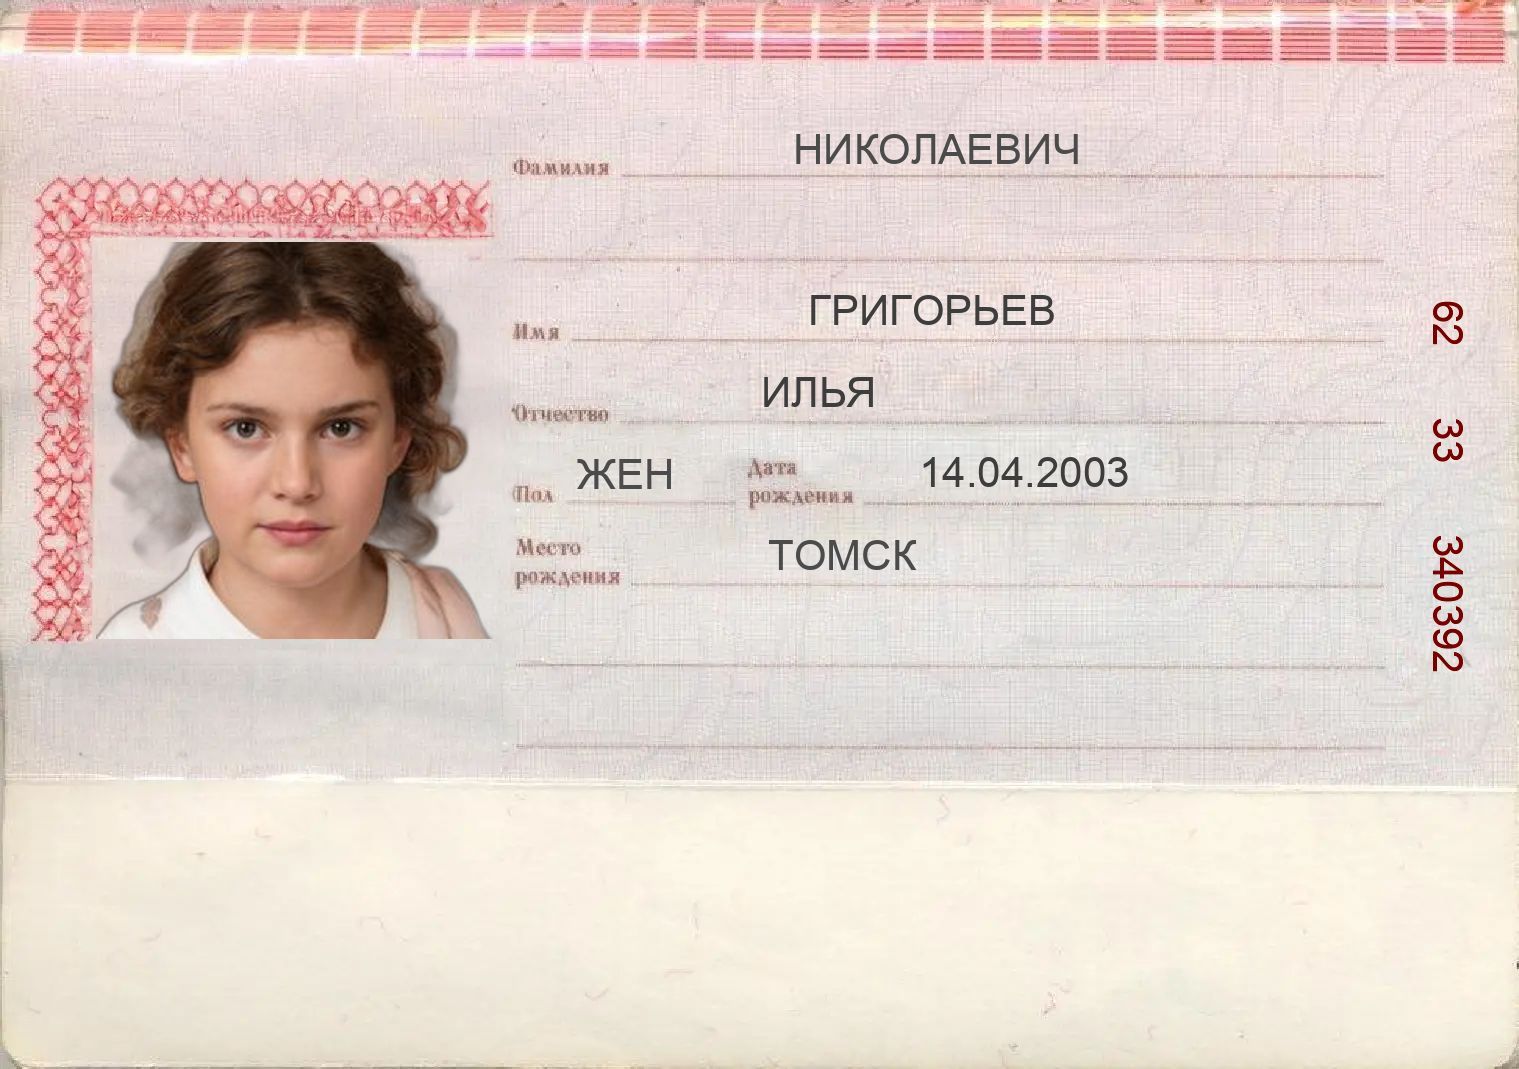 Фамилия НИКОЛАЕВИЧ
Имя ГРИГОРЬЕВ
Отчество ИЛЬЯ
Пол ЖЕН Дата рождения 14.04.2003
Место рождения ТОМСК
62 33 340392